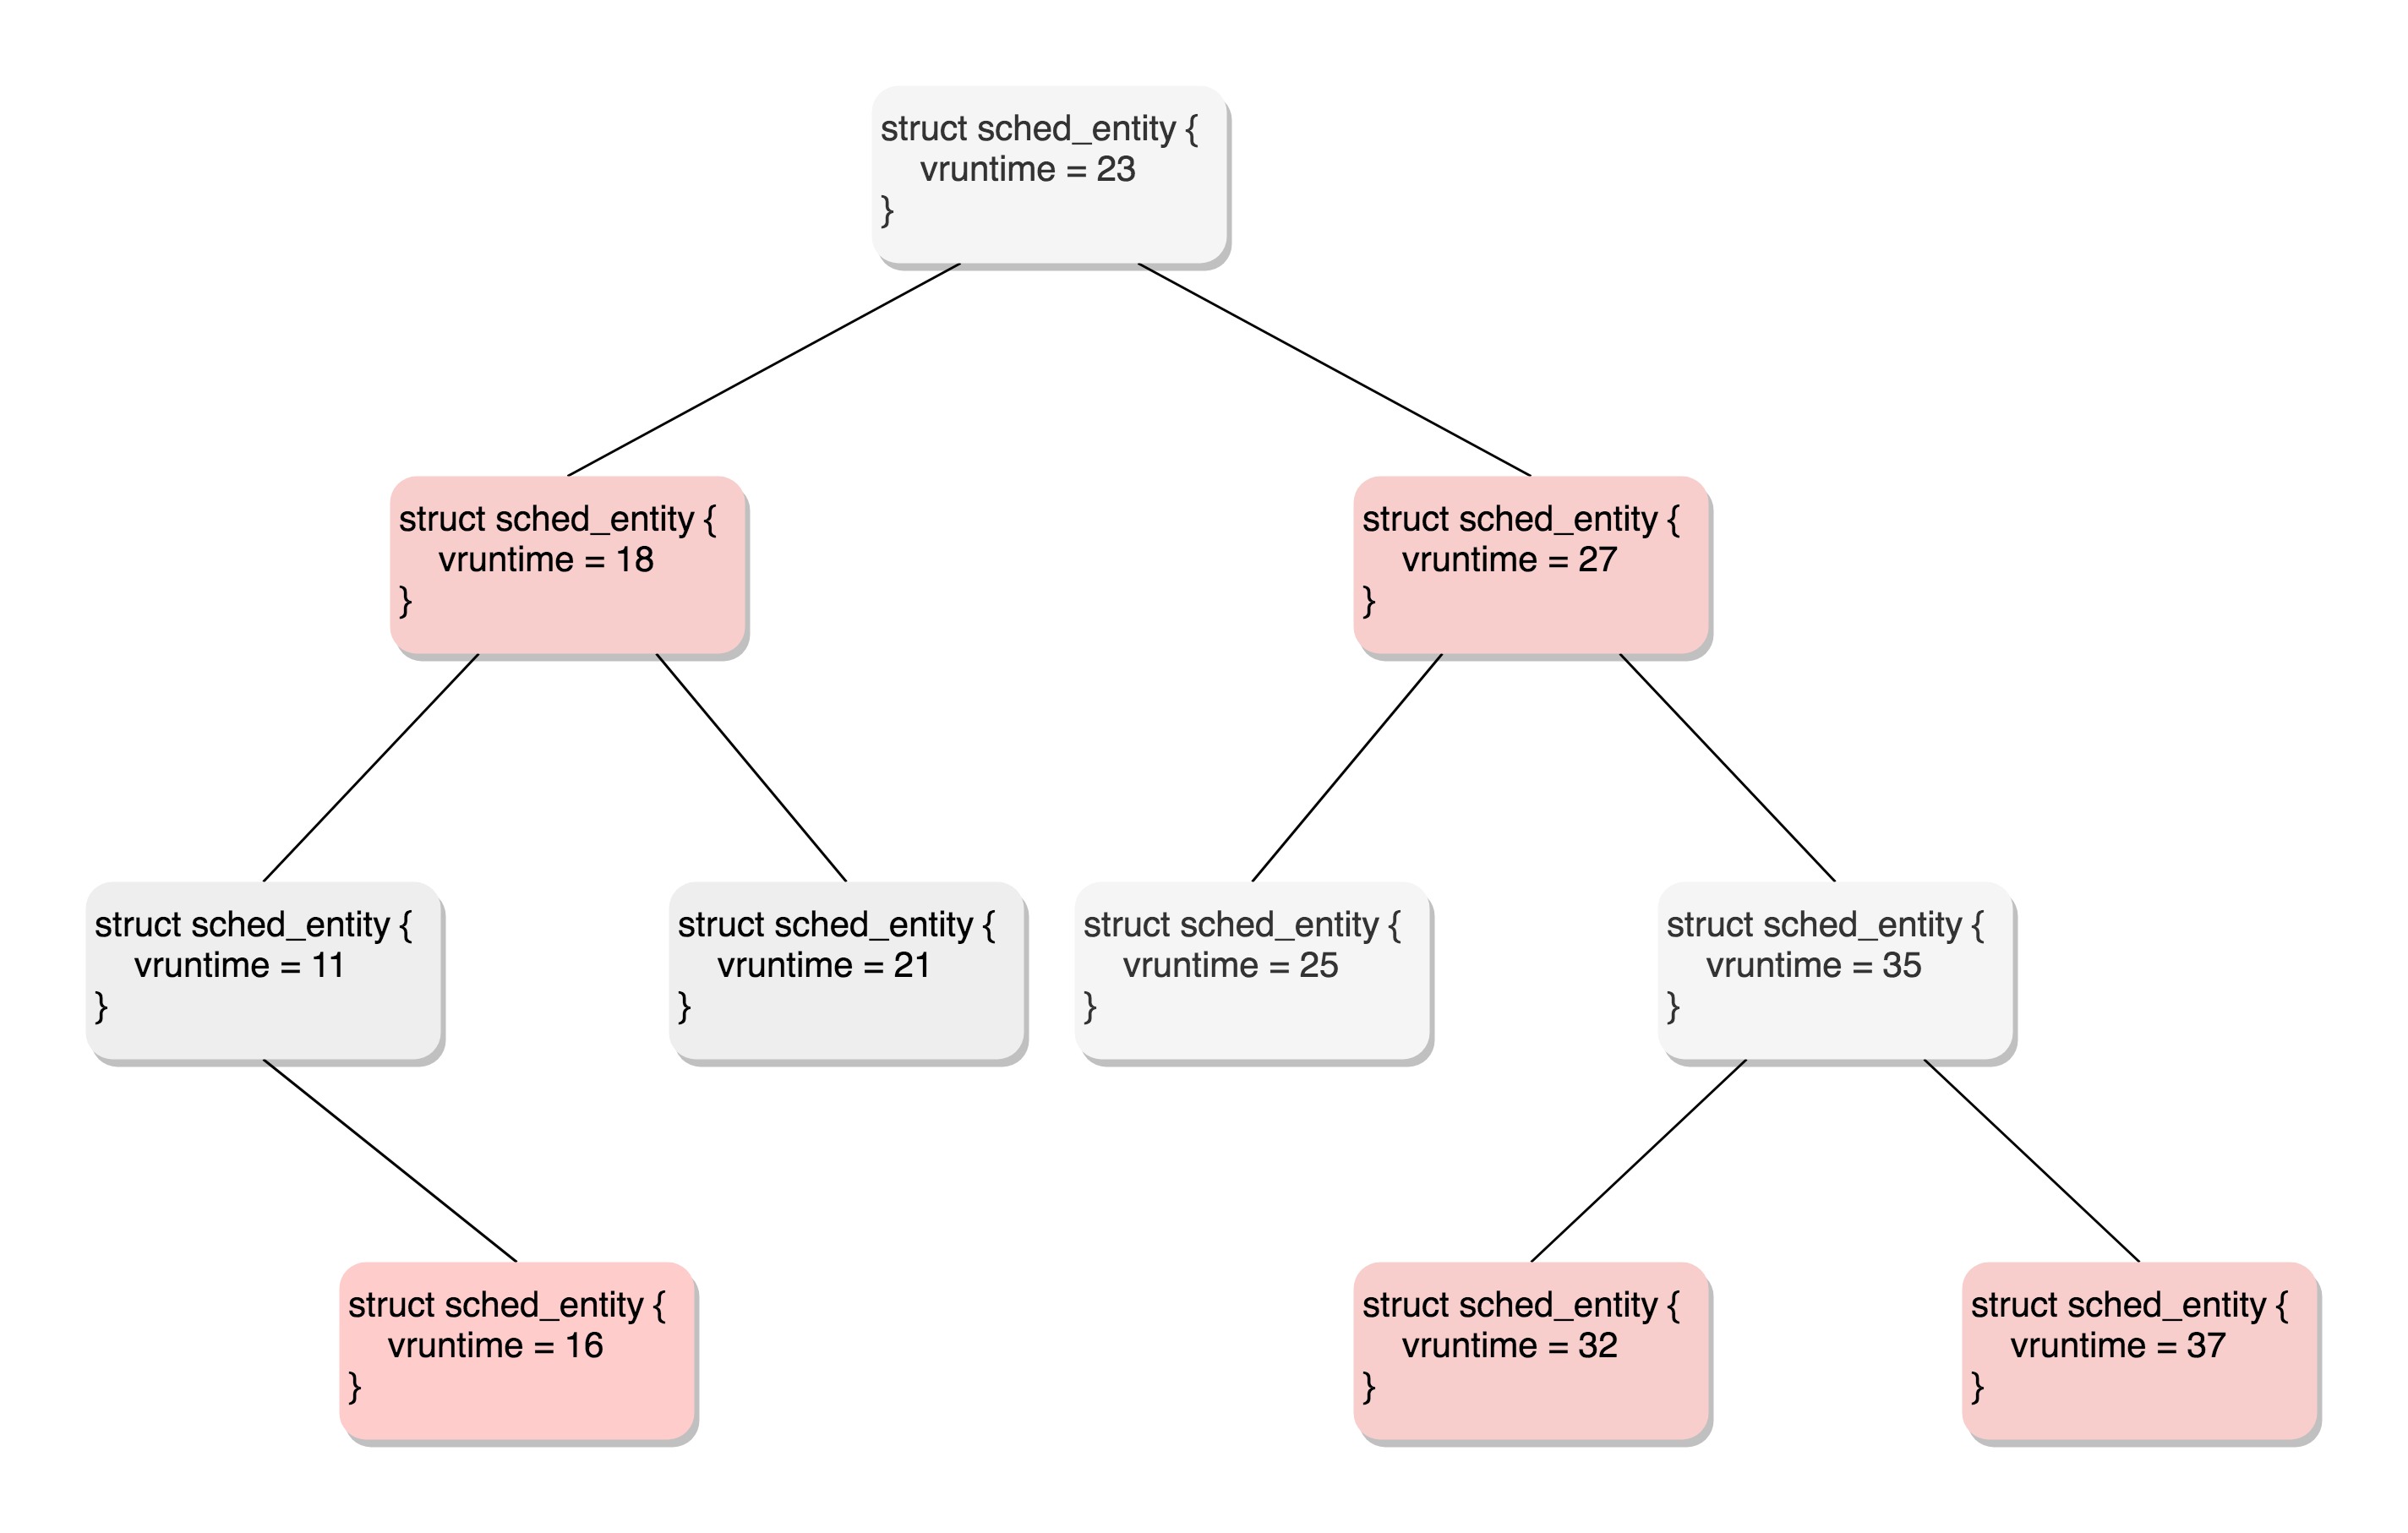 struct sched_entity {
vruntime = 23
}
struct sched_entity {
vruntime = 18
}
struct sched_entity {
vruntime = 27
}
struct sched_entity {
vruntime = 11
}
struct sched_entity {
vruntime = 21
}
struct sched_entity {
vruntime = 25
}
struct sched_entity {
vruntime = 35
}
struct sched_entity {
vruntime = 16
}
struct sched_entity {
vruntime = 32
}
struct sched_entity {
vruntime = 37
}